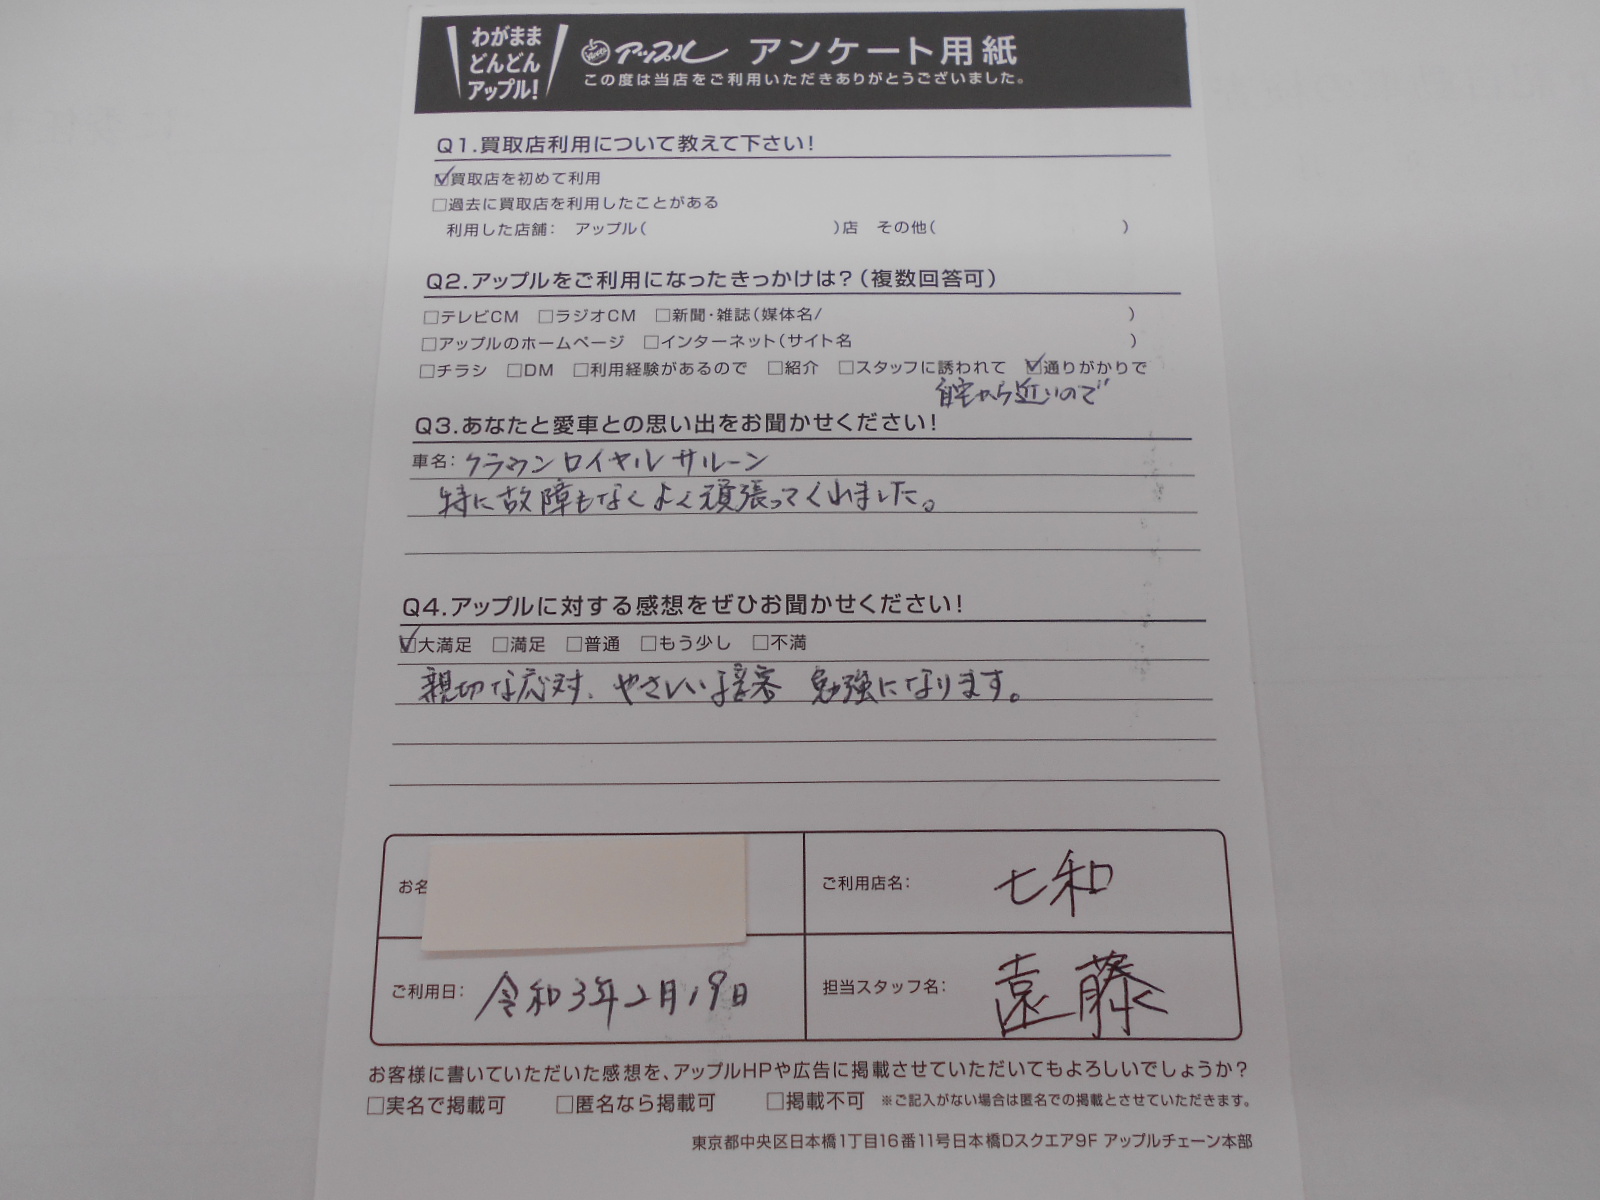 わがまま
どんどん
アップル!
アップル アンケート用紙
この度は当店をご利用いただきありがとうございました。
Q1.買取店利用について教えて下さい!
☑買取店を初めて利用
□過去に買取店を利用したことがある
利用した店舗: アップル( )店 その他( )
Q2.アップルをご利用になったきっかけは?(複数回答可)
□テレビCM □ラジオCM □新聞・雑誌(媒体名/ )
□アップルのホームページ □インターネット(サイト名 )
□チラシ □DM □利用経験があるので □紹介 □スタッフに誘われて ☑通りがかりで
自宅から近いので
Q3.あなたと愛車との思い出をお聞かせください!
車名: クラウンロイヤルサルーン
特に故障もなくよく頑張ってくれました。
Q4.アップルに対する感想をぜひお聞かせください!
☑大満足 □満足 □普通 □もう少し □不満
親切な応対、やさしい接客 勉強になります。
お名
ご利用店名: 七和
ご利用日: 令和3年2月19日
担当スタッフ名: 遠藤
お客様に書いていただいた感想を、アップルHPや広告に掲載させていただいてもよろしいでしょうか?
□実名で掲載可 □匿名なら掲載可 □掲載不可 ※ご記入がない場合は匿名での掲載とさせていただきます。
東京都中央区日本橋1丁目16番11号日本橋Dスクエア9F アップルチェーン本部